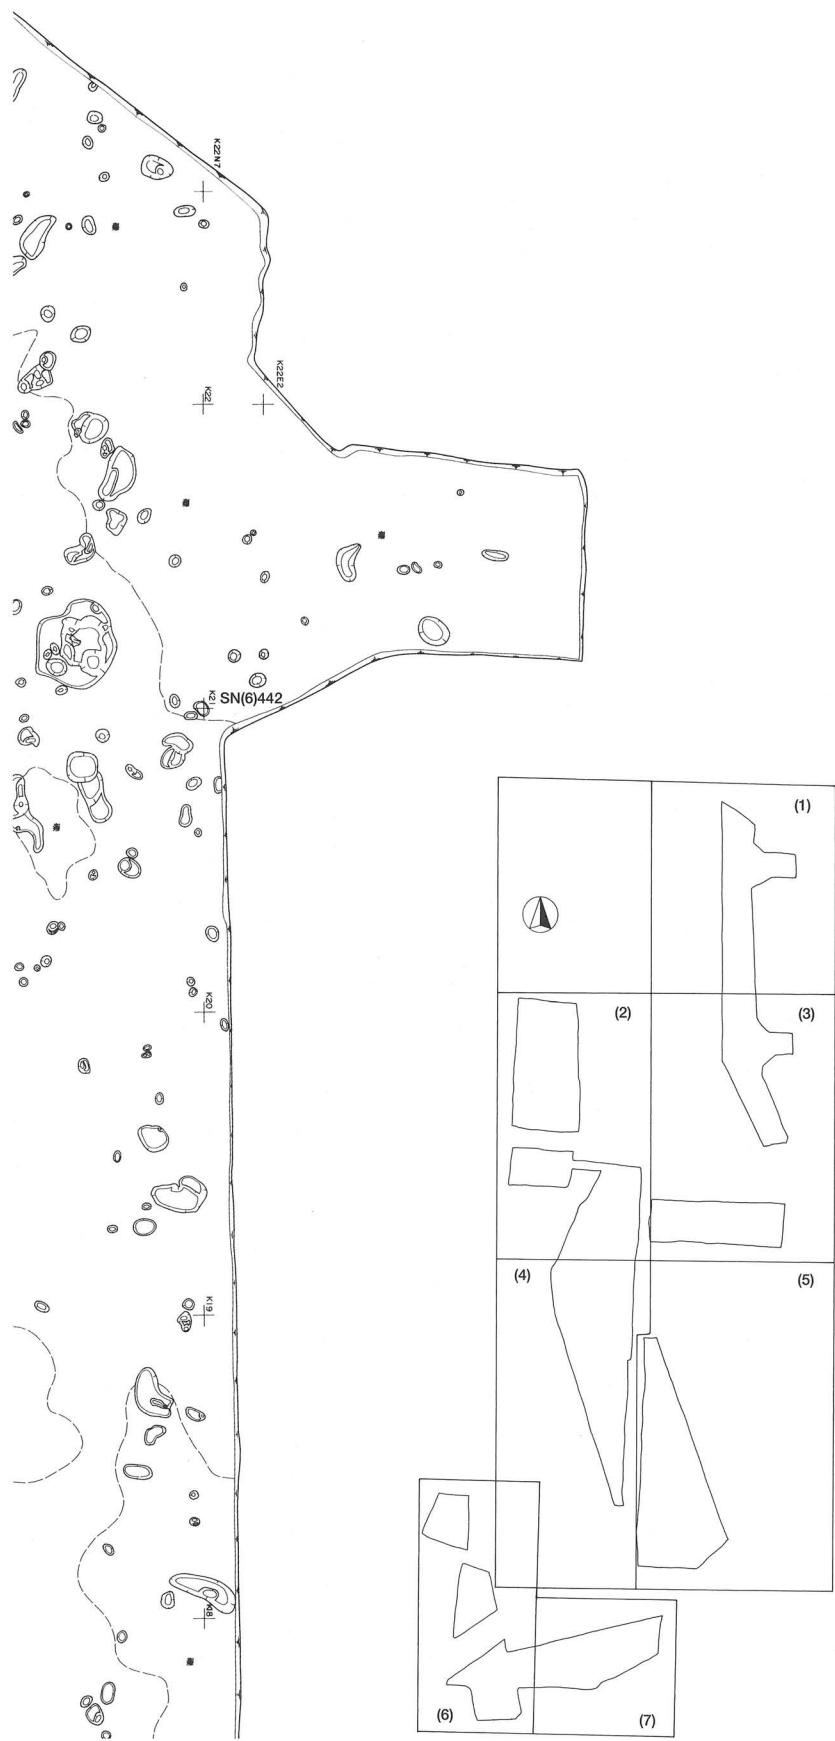 K22N7
K22E2
K22
K21
SN(6)442
K20
K19
K18
(1)
(2)
(3)
(4)
(5)
(6)
(7)